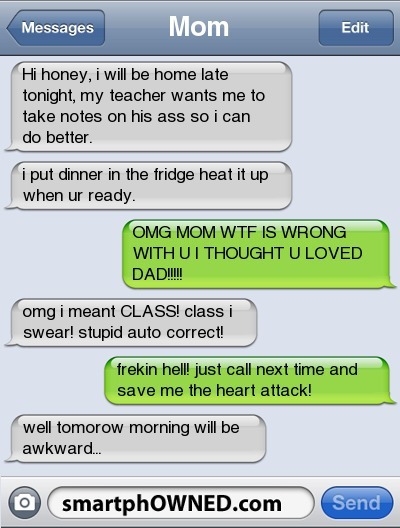 Messages
Mom
Edit
Hi honey, i will be home late
tonight, my teacher wants me to
take notes on his ass so i can
do better.
i put dinner in the fridge heat it up
when ur ready.
OMG MOM WTF IS WRONG
WITH U I THOUGHT U LOVED
DAD!!!!!
omg i meant CLASS! class i
swear! stupid auto correct!
frekin hell! just call next time and
save me the heart attack!
well tomorow morning will be
awkward...
smartphOWNED.com
Send